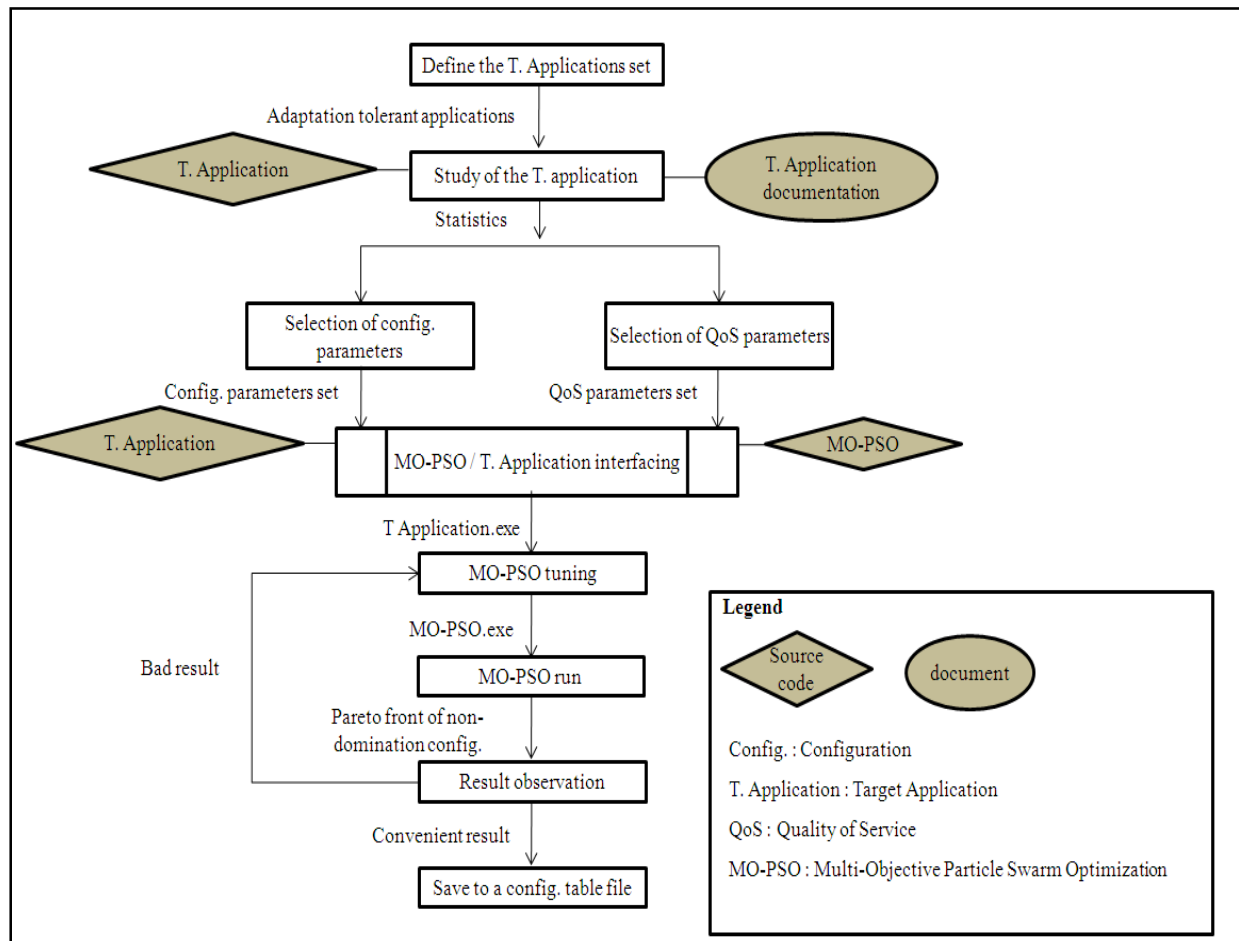 Define the T. Applications set
Adaptation tolerant applications
T. Application
Study of the T. application
T. Application
documentation
Statistics
Selection of config.
parameters
Selection of QoS parameters
Config. parameters set
QoS parameters set
T. Application
MO-PSO / T. Application interfacing
MO-PSO
T Application.exe
MO-PSO tuning
MO-PSO.exe
Bad result
MO-PSO run
Pareto front of non-
domination config.
Result observation
Convenient result
Save to a config. table file
Legend
Source
code
document
Config. : Configuration
T. Application : Target Application
QoS : Quality of Service
MO-PSO : Multi-Objective Particle Swarm Optimization